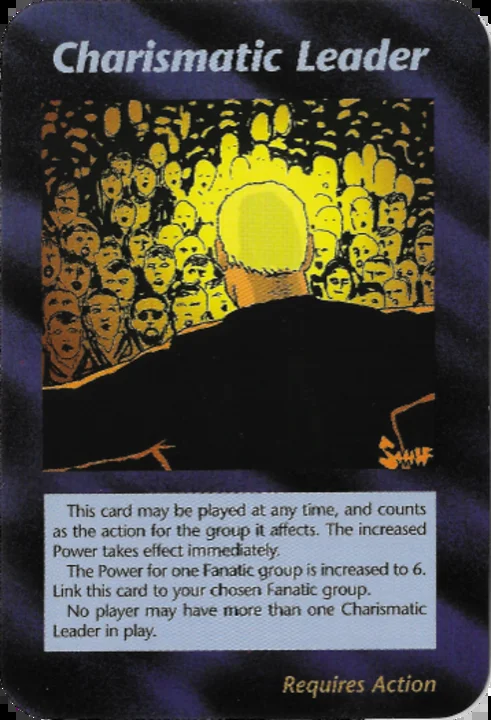 Charismatic Leader
This card may be played at any time, and counts
as the action for the group it affects. The increased
Power takes effect immediately.
The Power for one Fanatic group is increased to 6.
Link this card to your chosen Fanatic group.
No player may have more than one Charismatic
Leader in play.
Requires Action